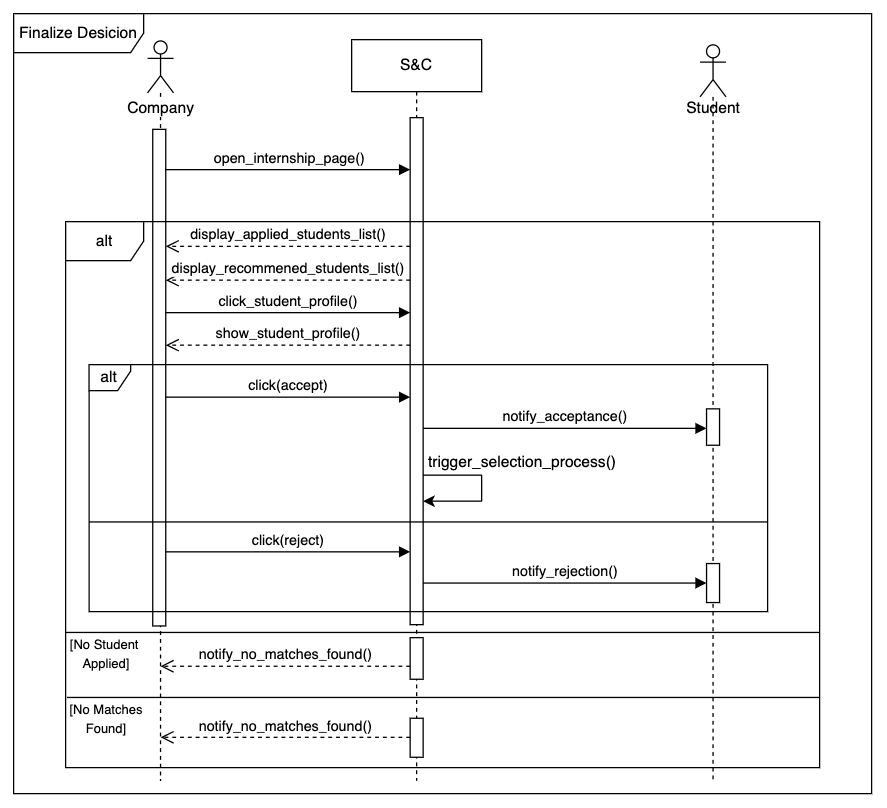 Finalize Desicion
S&C
Company
Student
open_internship_page()
alt
display_applied_students_list()
display_recommened_students_list()
click_student_profile()
show_student_profile()
alt
click(accept)
notify_acceptance()
trigger_selection_process()
click(reject)
notify_rejection()
[No Student
Applied]
notify_no_matches_found()
[No Matches
Found]
notify_no_matches_found()